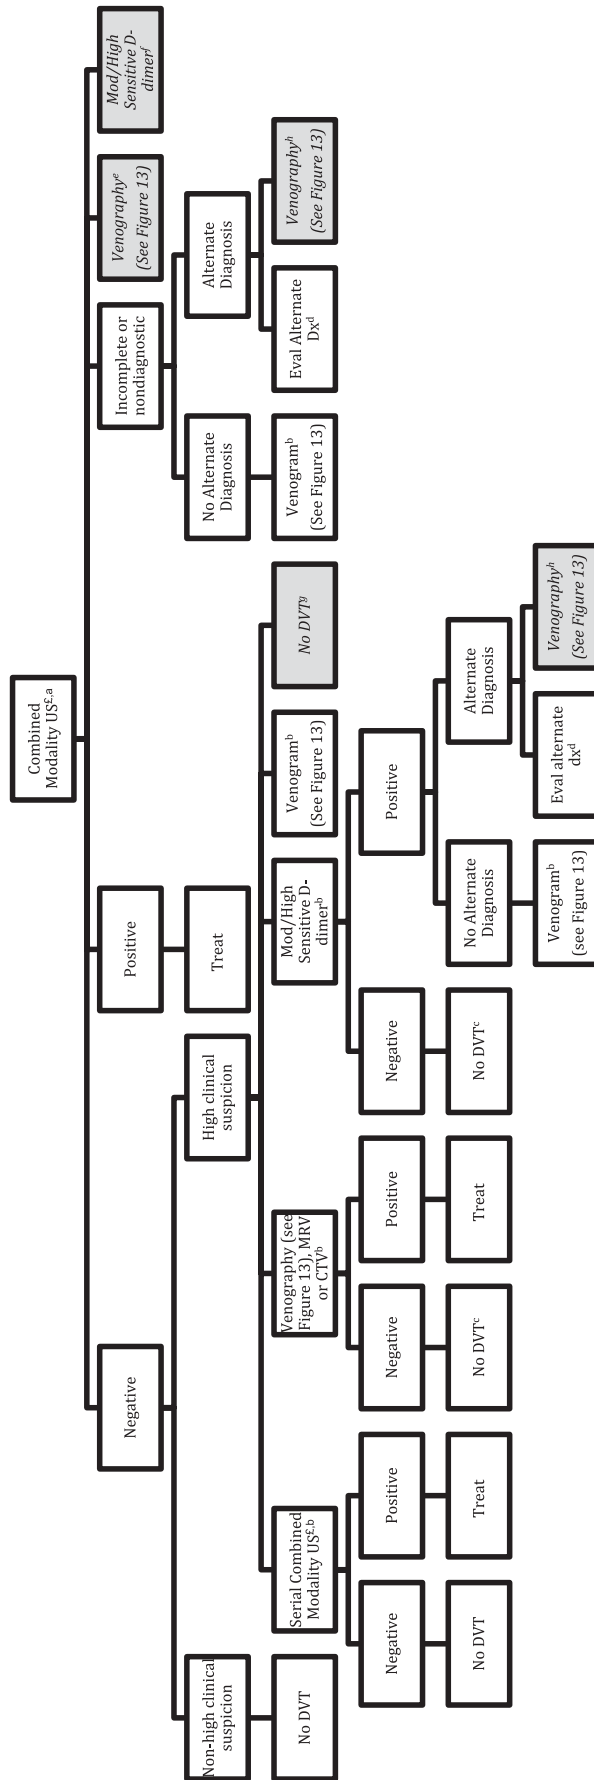 Combined
Modality US£,a
Negative
Positive
Incomplete or
nondiagnostic
Venographyᵉ
(See Figure 13)
Mod/High
Sensitive D-
dimerᶠ
Non-high clinical
suspicion
High clinical
suspicion
Treat
No Alternate
Diagnosis
Alternate
Diagnosis
No DVT
Serial Combined
Modality US£,b
Venography (see
Figure 13), MRV
or CTVᵇ
Mod/High
Sensitive D-
dimerᵇ
Venogramᵇ
(See Figure 13)
No DVTᵍ
Venogramᵇ
(See Figure 13)
Eval Alternate
Dxᵈ
Venographyʰ
(See Figure 13)
Negative
Positive
Negative
Positive
Negative
Positive
No DVT
Treat
No DVTᶜ
Treat
No DVTᶜ
No Alternate
Diagnosis
Alternate
Diagnosis
Venogramᵇ
(see Figure 13)
Eval alternate
dxᵈ
Venographyʰ
(See Figure 13)